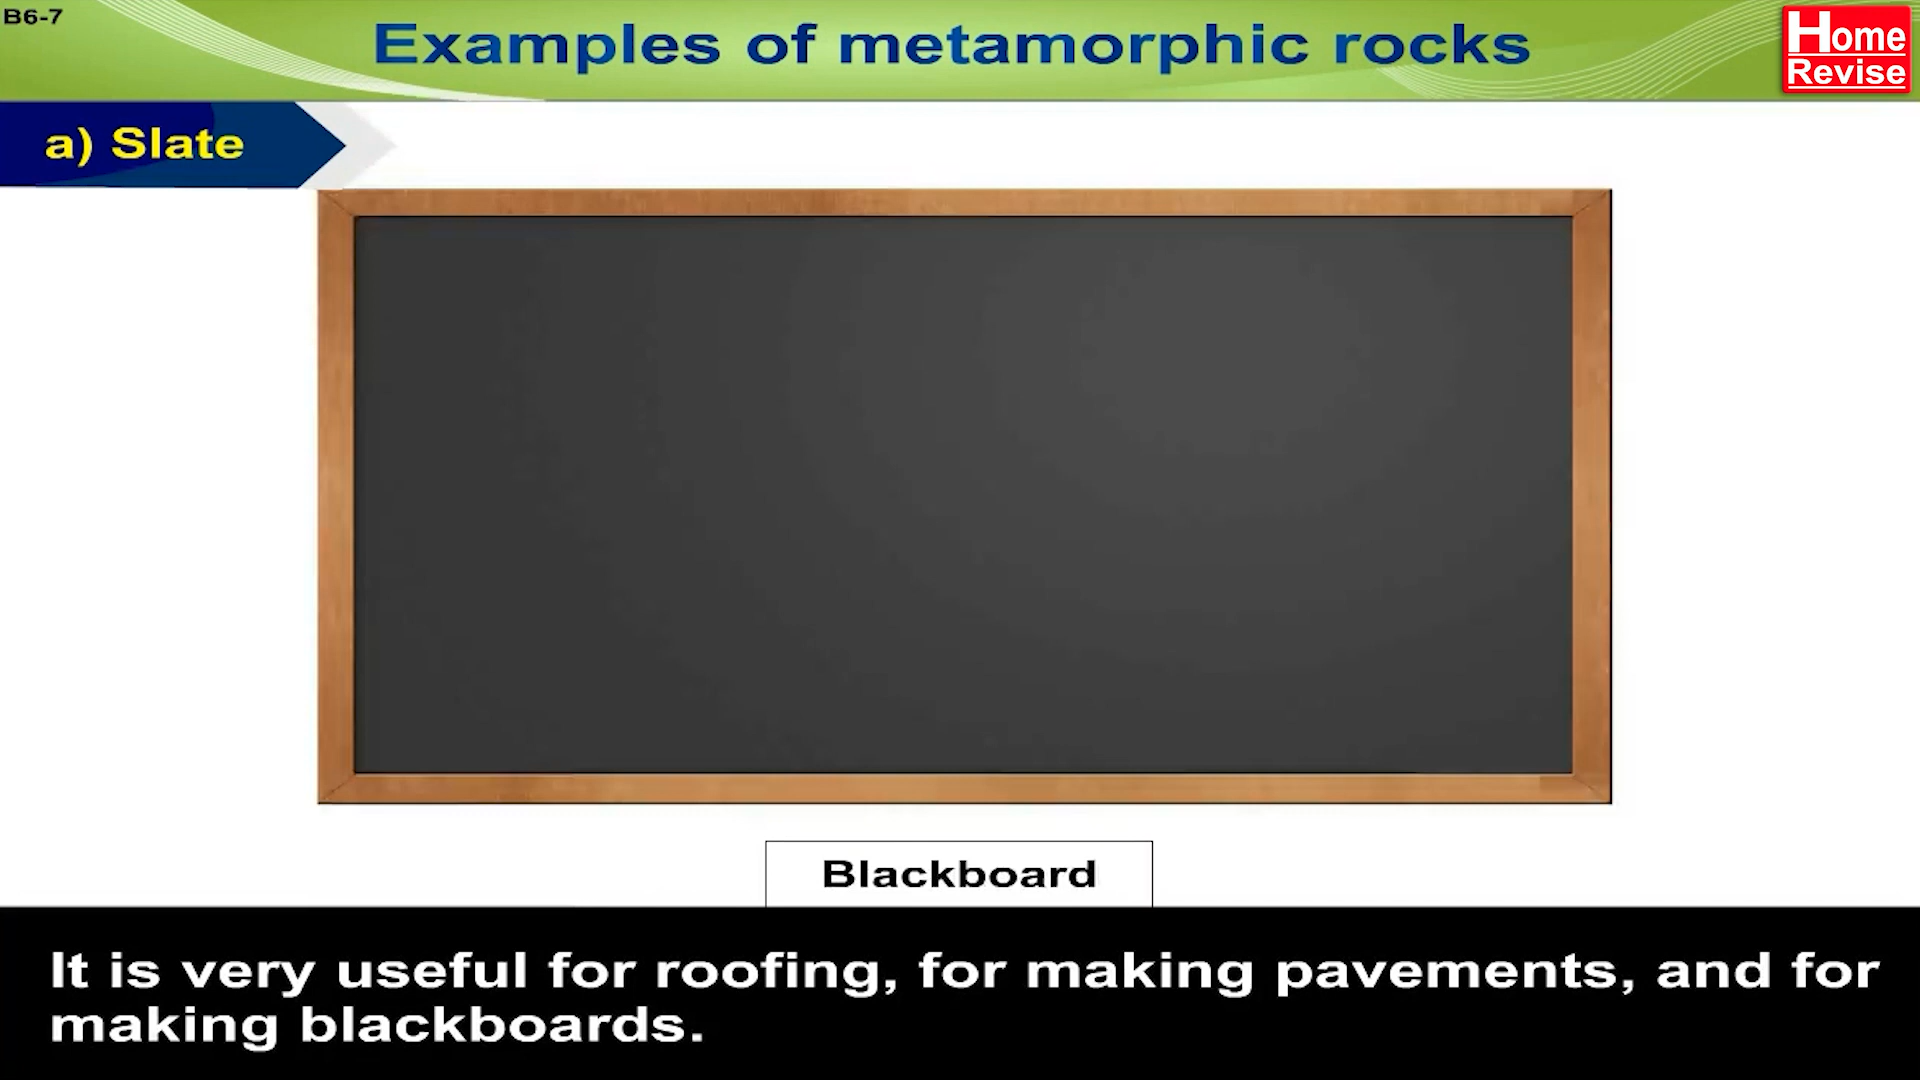 B6-7
Examples of metamorphic rocks
Home
Revise
a) Slate
Blackboard
It is very useful for roofing, for making pavements, and for
making blackboards.